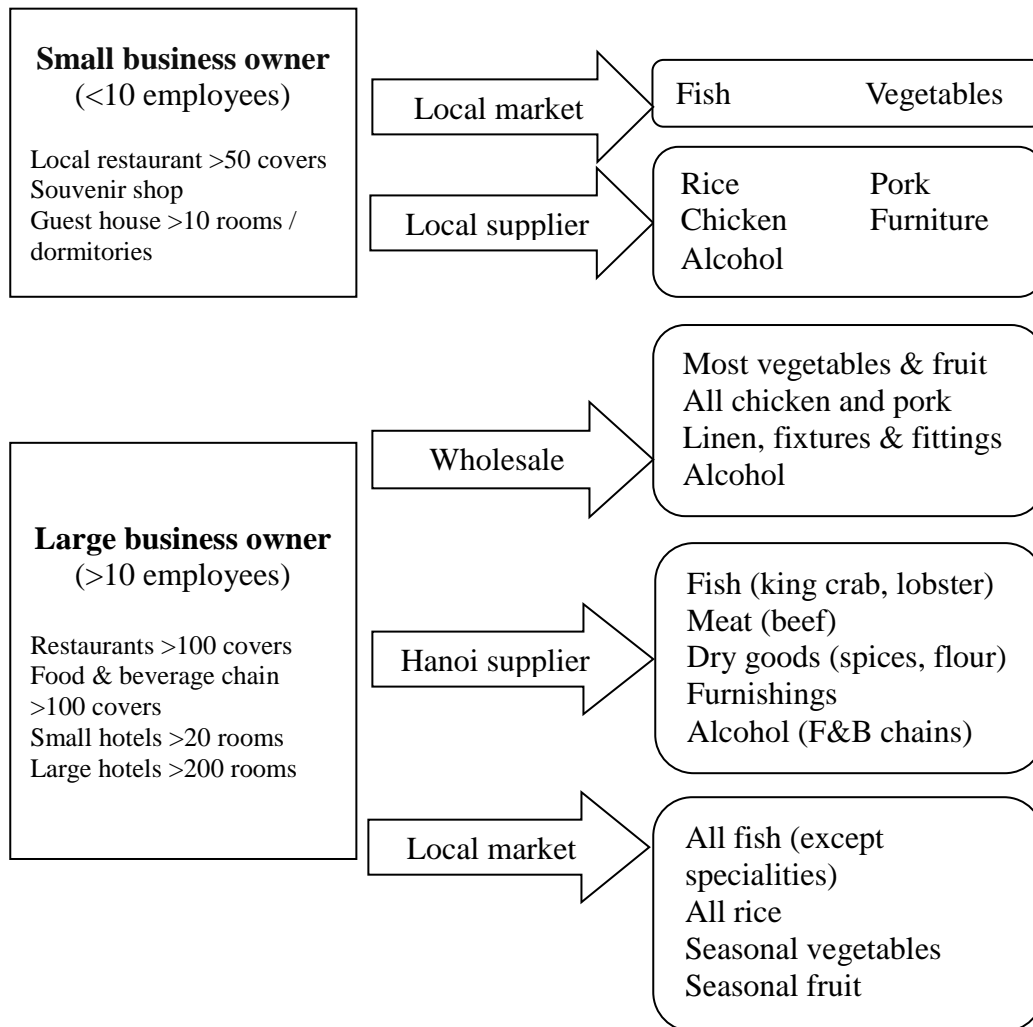 Small business owner
(<10 employees)
Local restaurant >50 covers
Souvenir shop
Guest house >10 rooms /
dormitories
Local market
Fish Vegetables
Local supplier
Rice Pork
Chicken Furniture
Alcohol
Large business owner
(>10 employees)
Restaurants >100 covers
Food & beverage chain
>100 covers
Small hotels >20 rooms
Large hotels >200 rooms
Wholesale
Most vegetables & fruit
All chicken and pork
Linen, fixtures & fittings
Alcohol
Hanoi supplier
Fish (king crab, lobster)
Meat (beef)
Dry goods (spices, flour)
Furnishings
Alcohol (F&B chains)
Local market
All fish (except
specialities)
All rice
Seasonal vegetables
Seasonal fruit